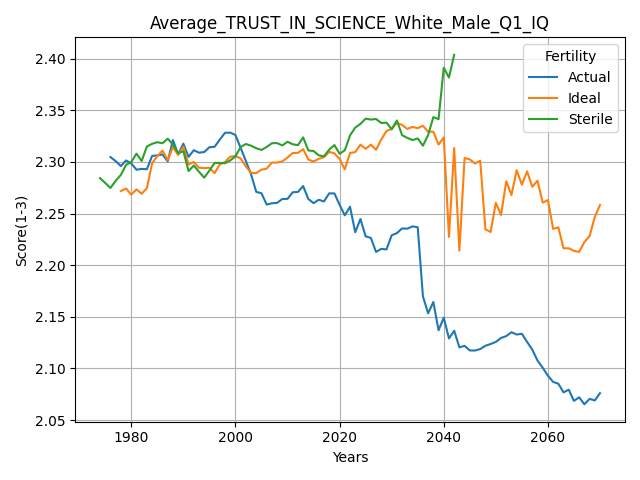 Average_TRUST_IN_SCIENCE_White_Male_Q1_IQ
Fertility
Actual
Ideal
Sterile
Score(1-3)
2.40
2.35
2.30
2.25
2.20
2.15
2.10
2.05
1980
2000
2020
2040
2060
Years